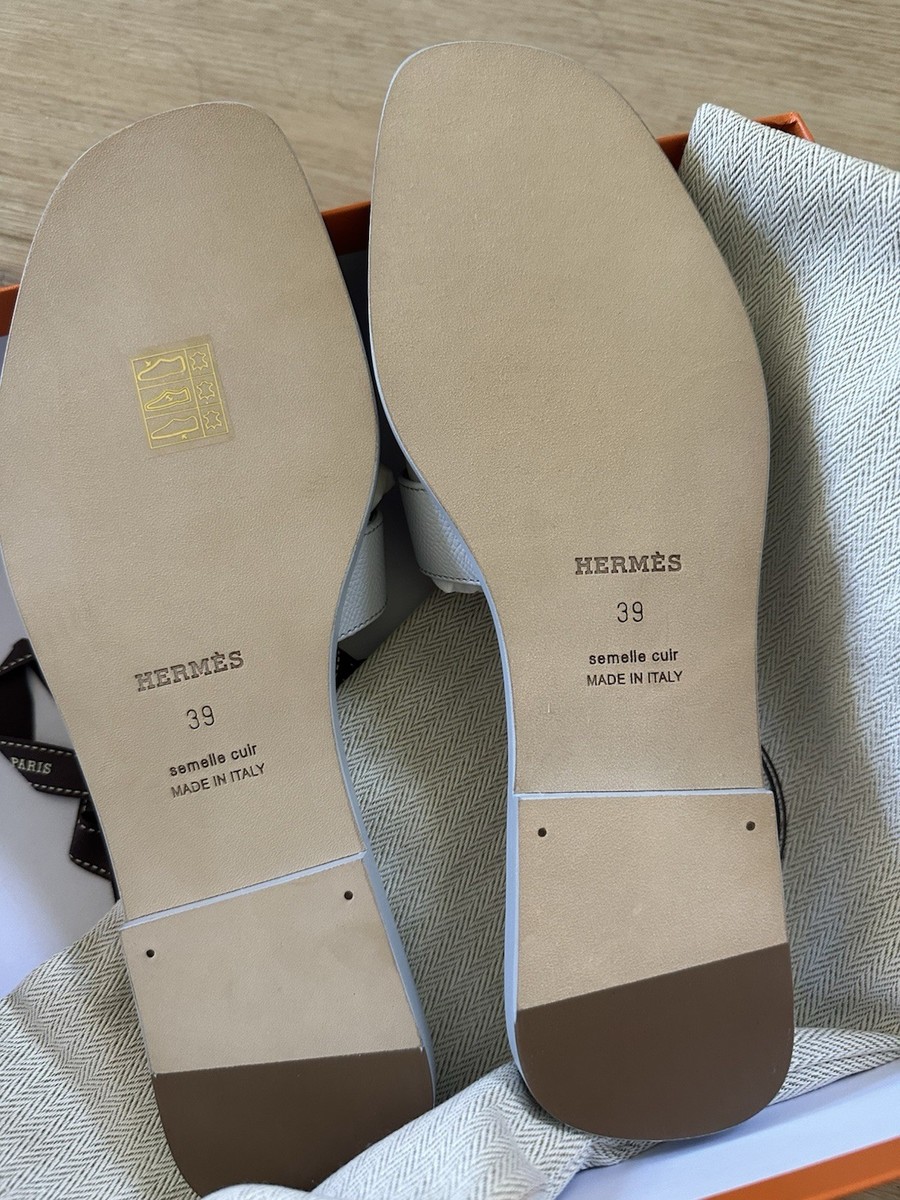 HERMÈS
39
semelle cuir
MADE IN ITALY
HERMÈS
39
semelle cuir
MADE IN ITALY
PARIS